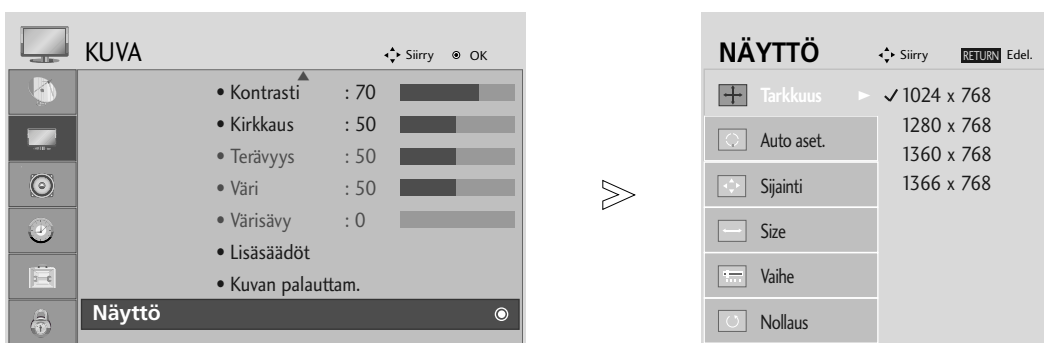 KUVA Siirry OK
• Kontrasti : 70
• Kirkkaus : 50
• Terävyys : 50
• Väri : 50
• Värisävy : 0
• Lisäsäädöt
• Kuvan palauttam.
Näyttö
NÄYTTÖ Siirry RETURN Edel.
Tarkkuus ► ✓ 1024 x 768
1280 x 768
1360 x 768
1366 x 768
Auto aset.
Sijainti
Size
Vaihe
Nollaus